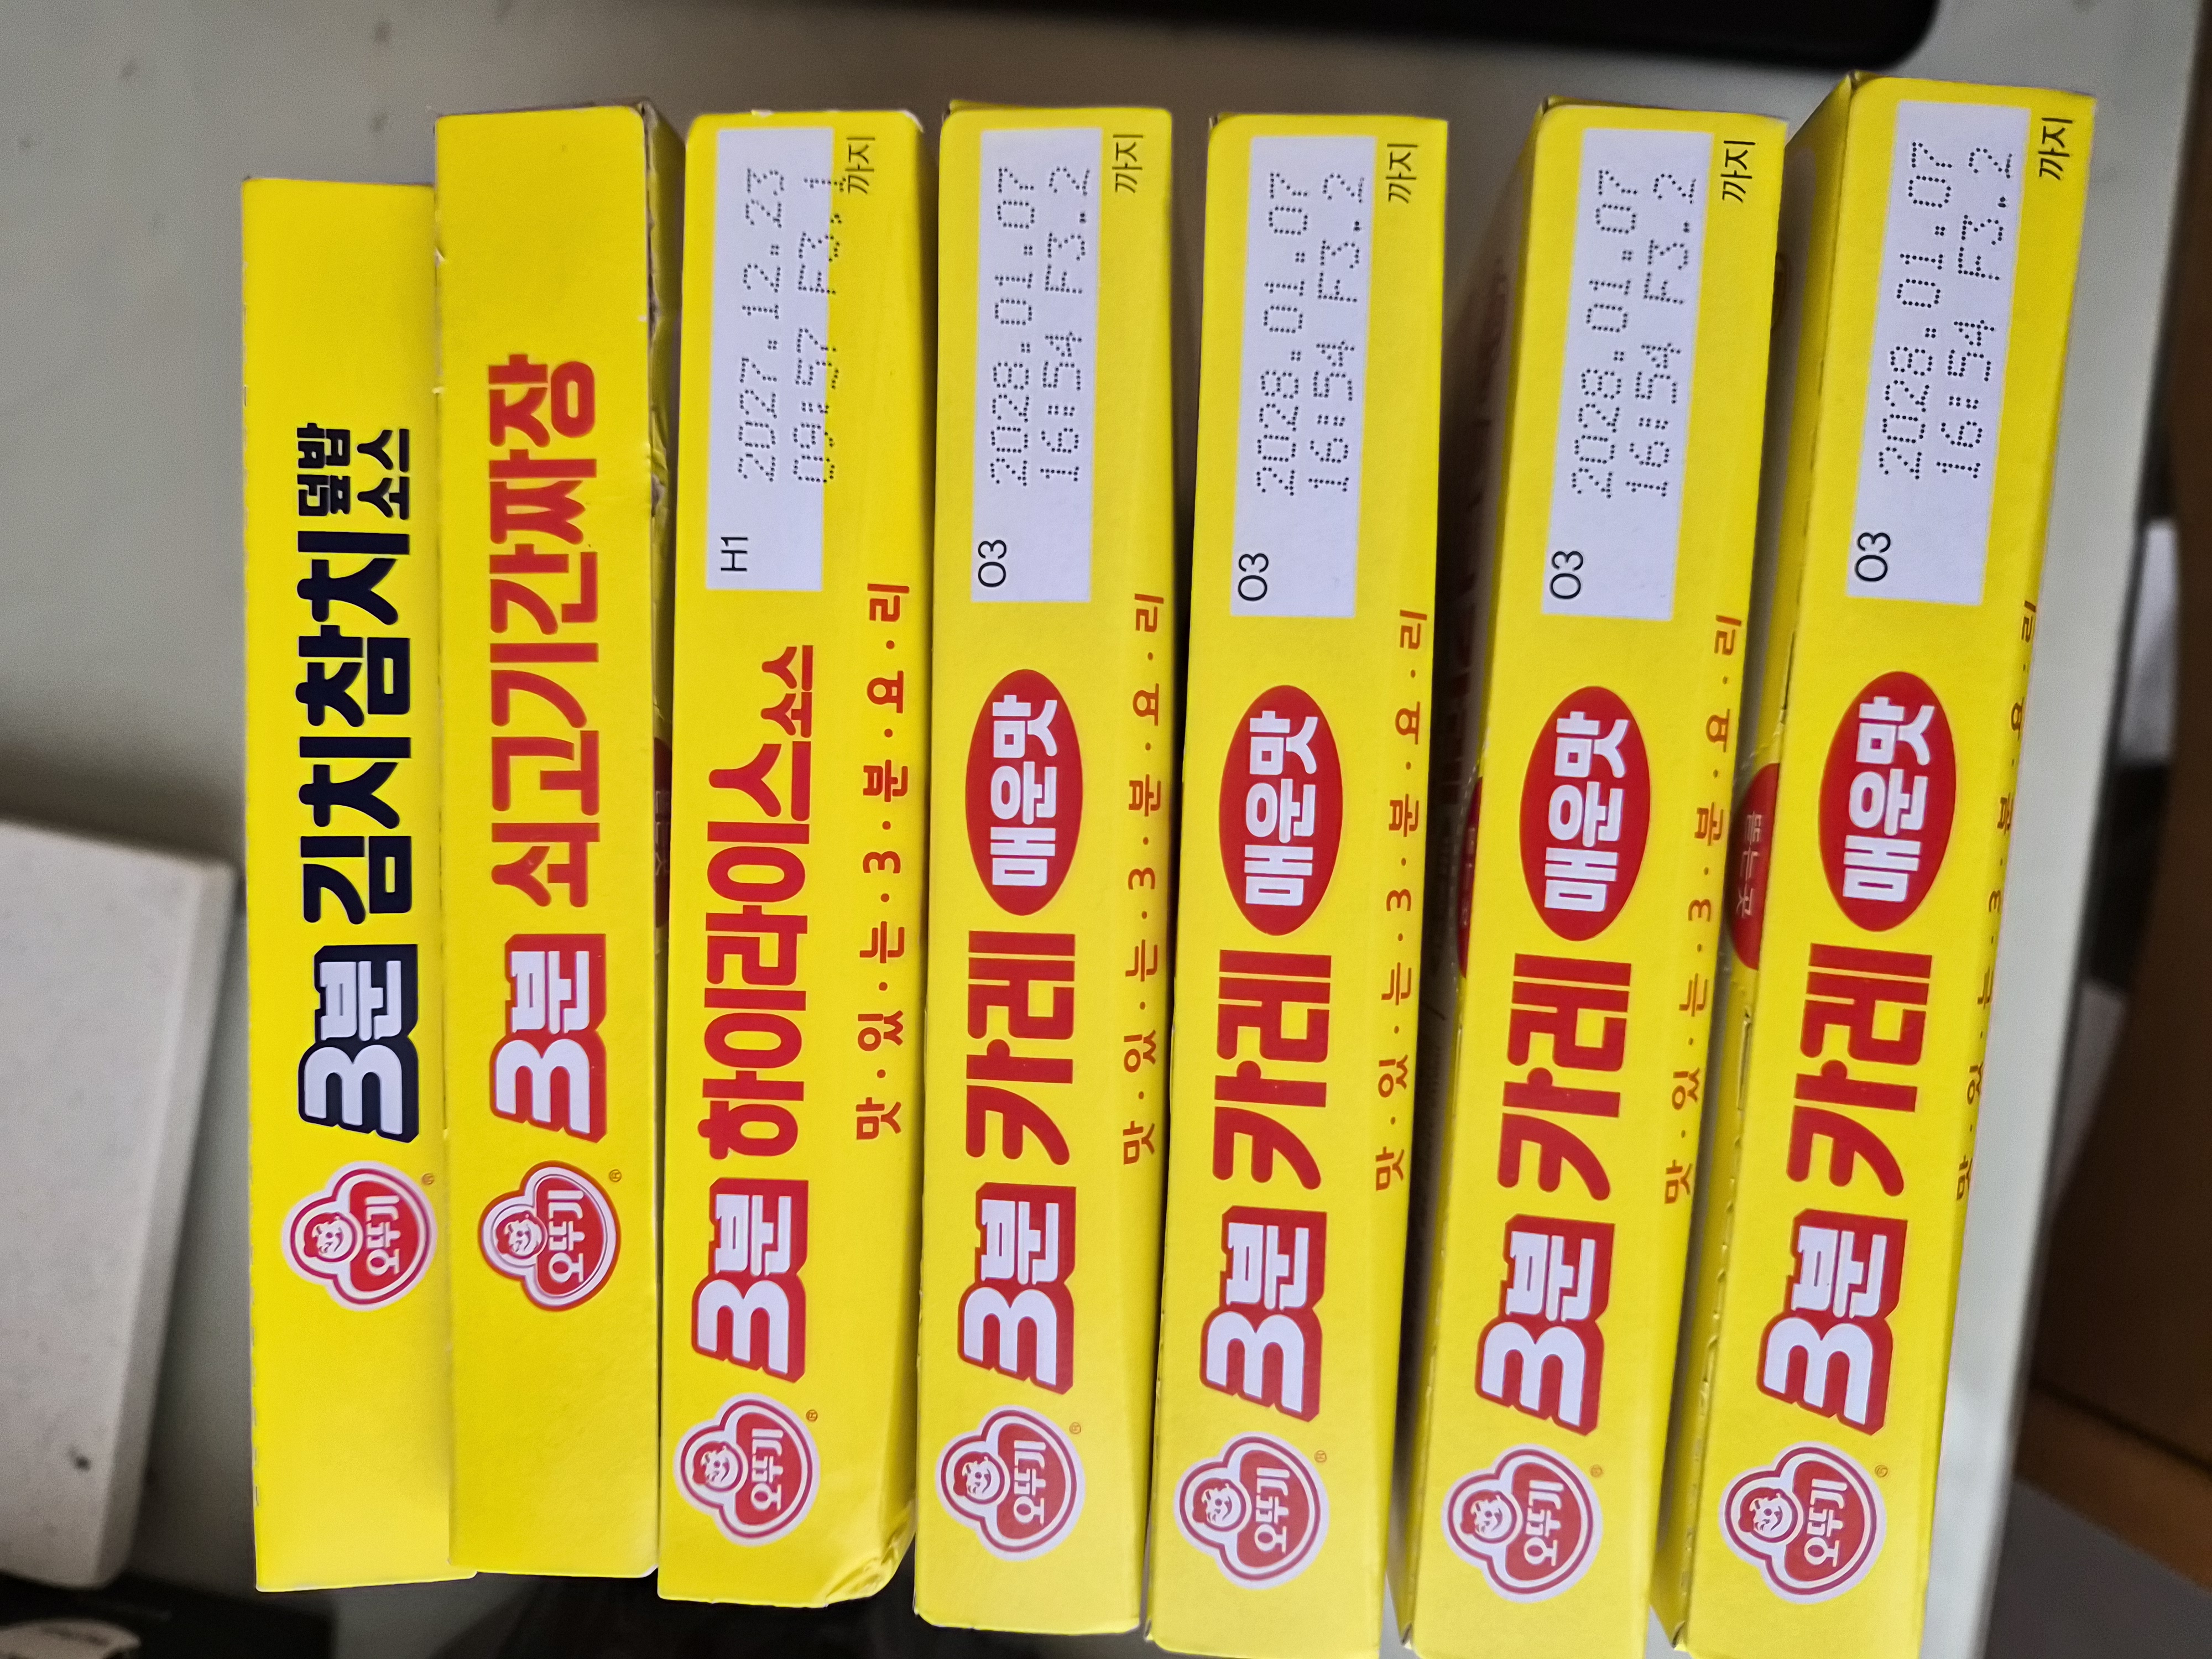 오뚜기 ® 3분 김치참치 덮밥
소스
오뚜기 ® 3분 쇠고기간짜장
오뚜기 ® 3분 하이라이스소스
H1 2027.12.23
09:57 F3.1
까지
맛·있·는·3·분·요·리
오뚜기 ® 3분 카레 매운맛
O3 2028.01.07
16:54 F3.2
까지
맛·있·는·3·분·요·리
오뚜기 ® 3분 카레 매운맛
O3 2028.01.07
16:54 F3.2
까지
맛·있·는·3·분·요·리
오뚜기 ® 3분 카레 매운맛
O3 2028.01.07
16:54 F3.2
까지
맛·있·는·3·분·요·리
오뚜기 ® 3분 카레 매운맛
O3 2028.01.07
16:54 F3.2
까지
맛·있·는·3·분·요·리